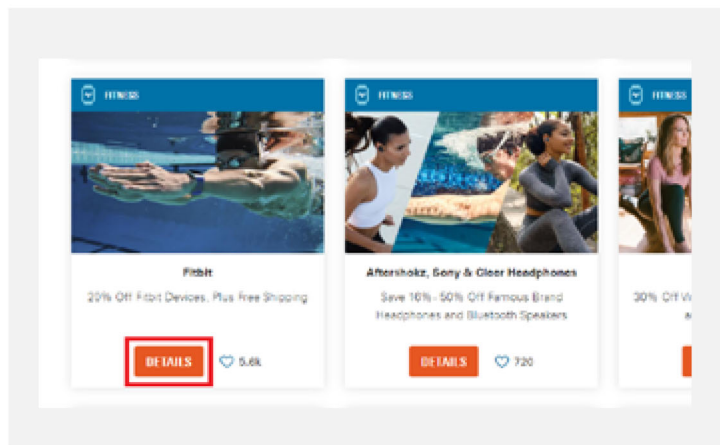 FITNESS
FITNESS
FITNESS
Fitbit
20% Off Fitbit Devices, Plus Free Shipping
DETAILS
5.6k
Aftershokz, Sony & Cleer Headphones
Save 10% - 50% Off Famous Brand
Headphones and Bluetooth Speakers
DETAILS
720
30% Off